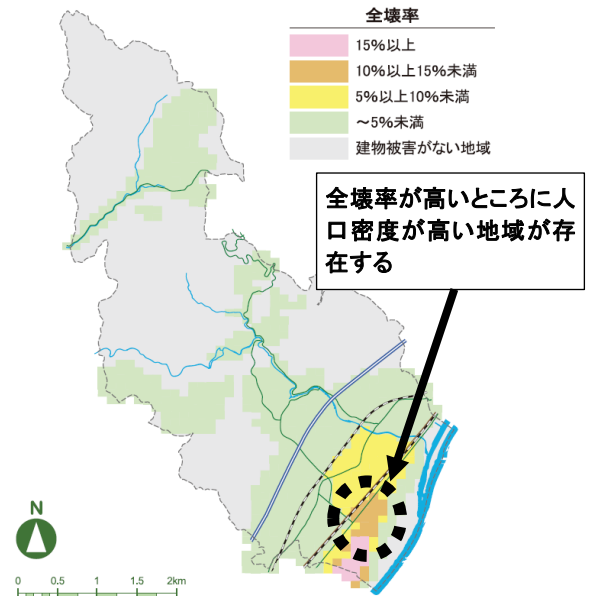 全壊率
15%以上
10%以上15%未満
5%以上10%未満
〜5%未満
建物被害がない地域
全壊率が高いところに人
口密度が高い地域が存
在する
N
0 0.5 1 1.5 2km